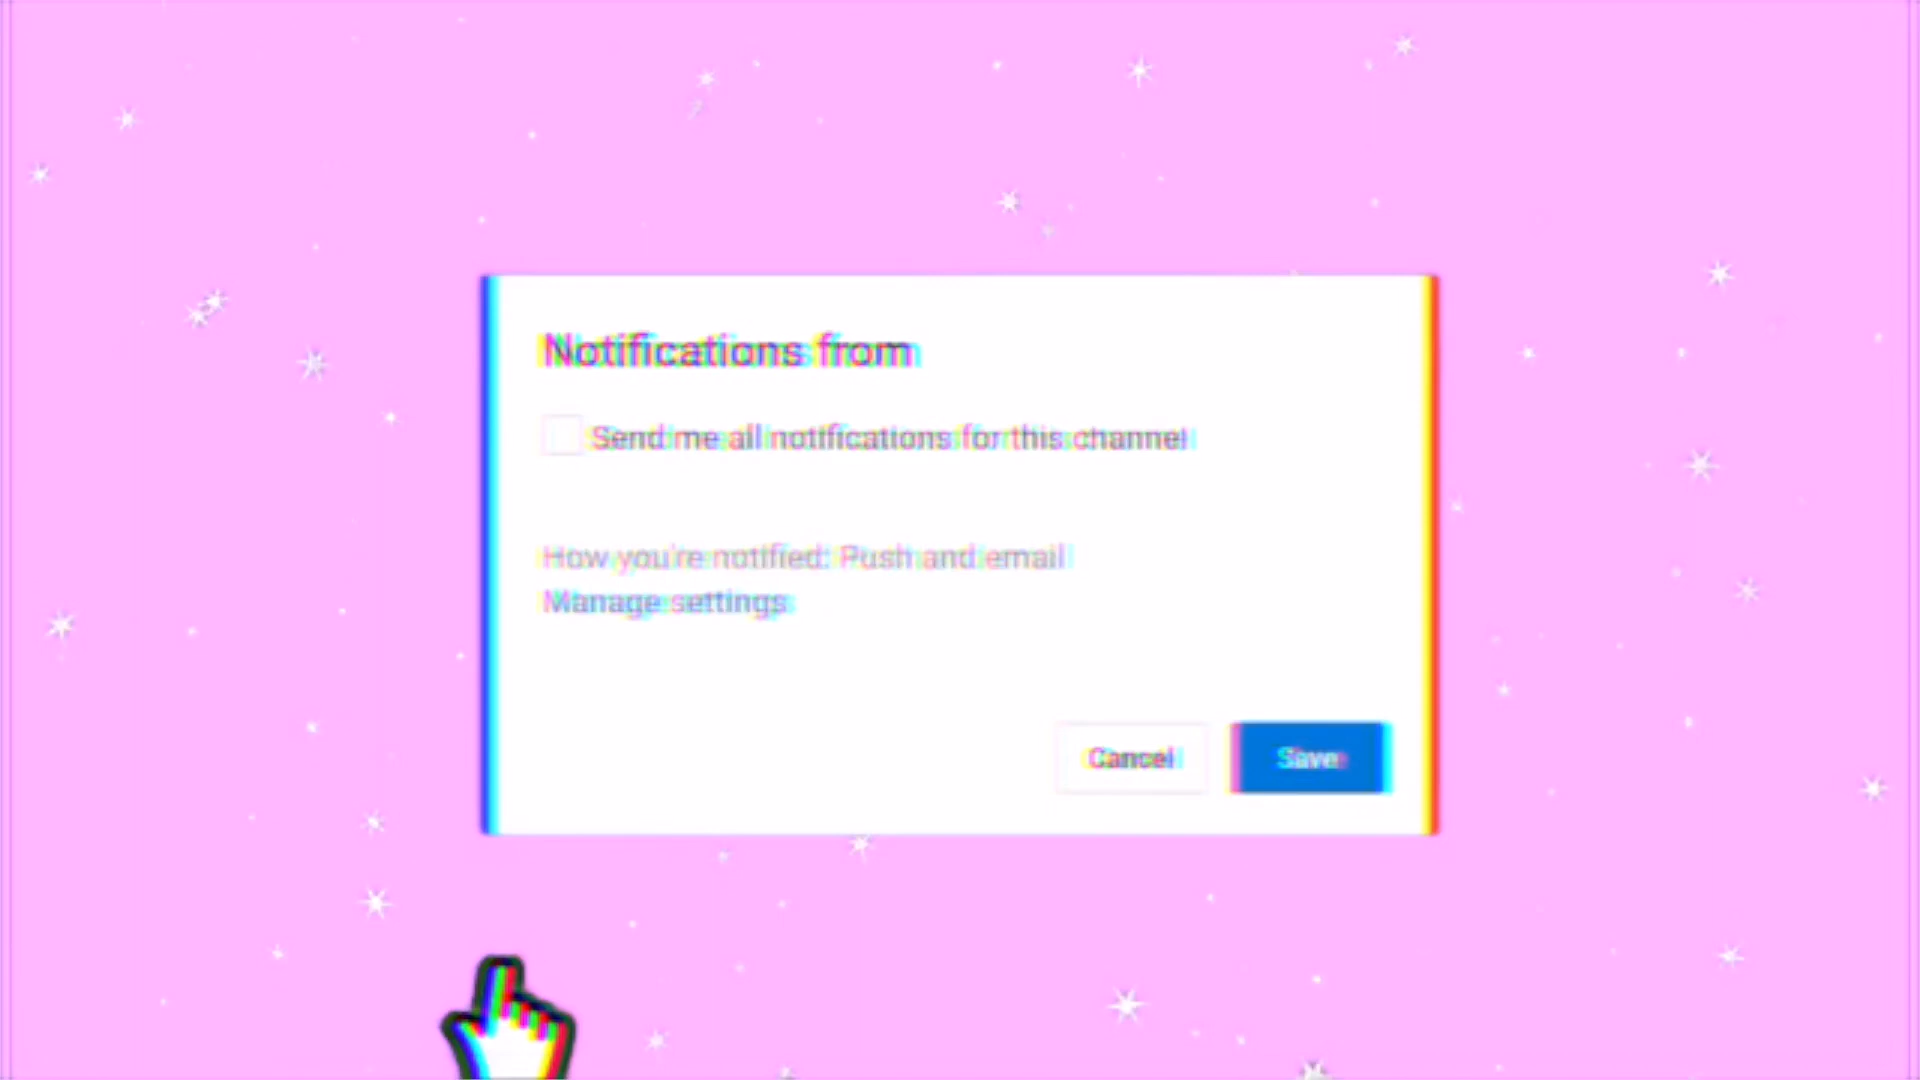 Notifications from
Send me all notifications for this channel
How you're notified: Push and email
Manage settings
Cancel
Save